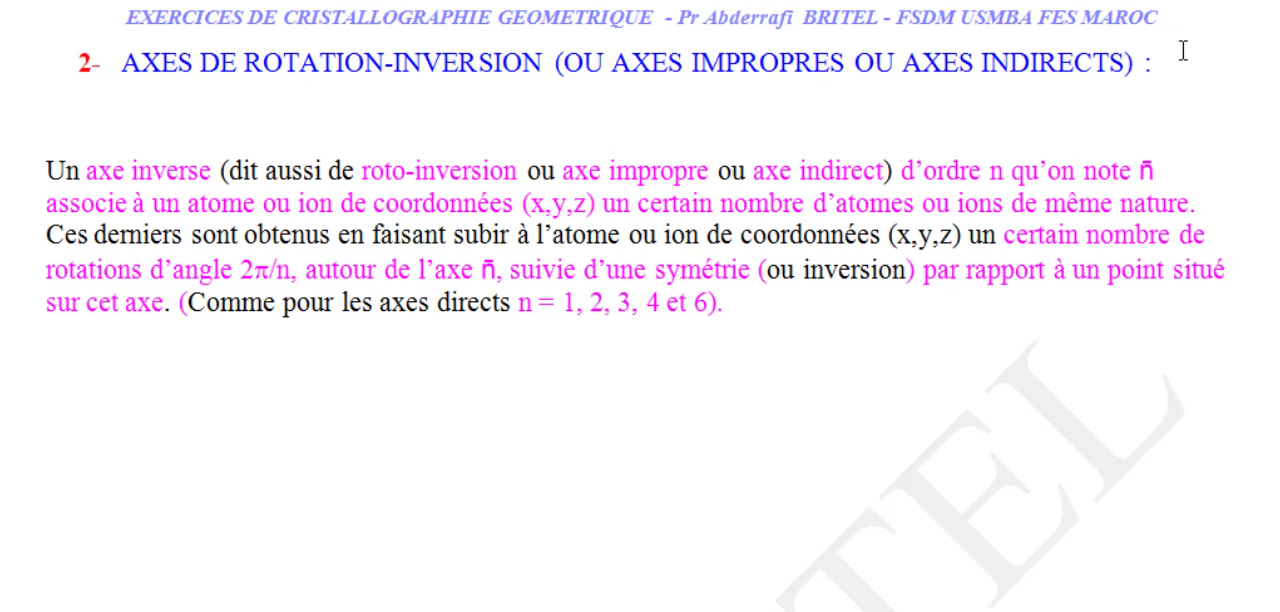 EXERCICES DE CRISTALLOGRAPHIE GEOMETRIQUE - Pr Abderrafi BRITEL - FSDM USMBA FES MAROC
2- AXES DE ROTATION-INVERSION (OU AXES IMPROPRES OU AXES INDIRECTS) :
Un axe inverse (dit aussi de roto-inversion ou axe impropre ou axe indirect) d’ordre n qu’on note n̄
associe à un atome ou ion de coordonnées (x,y,z) un certain nombre d’atomes ou ions de même nature.
Ces derniers sont obtenus en faisant subir à l’atome ou ion de coordonnées (x,y,z) un certain nombre de
rotations d’angle 2π/n, autour de l’axe n̄, suivie d’une symétrie (ou inversion) par rapport à un point situé
sur cet axe. (Comme pour les axes directs n = 1, 2, 3, 4 et 6).
TEL